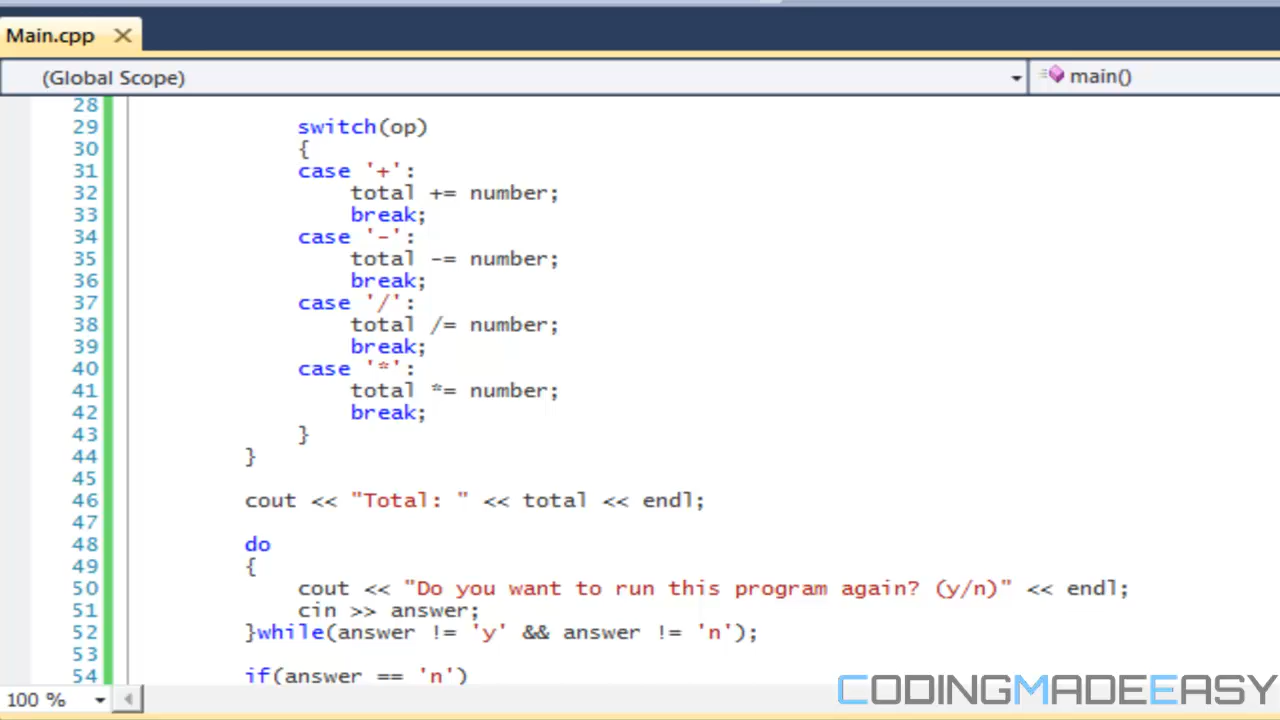 Main.cpp
(Global Scope)
main()
28
29 switch(op)
30 {
31 case '+':
32 total += number;
33 break;
34 case '-':
35 total -= number;
36 break;
37 case '/':
38 total /= number;
39 break;
40 case '*':
41 total *= number;
42 break;
43 }
44 }
45
46 cout << "Total: " << total << endl;
47
48 do
49 {
50 cout << "Do you want to run this program again? (y/n)" << endl;
51 cin >> answer;
52 }while(answer != 'y' && answer != 'n');
53
54 if(answer == 'n')
100 %
CODINGMADEEASY